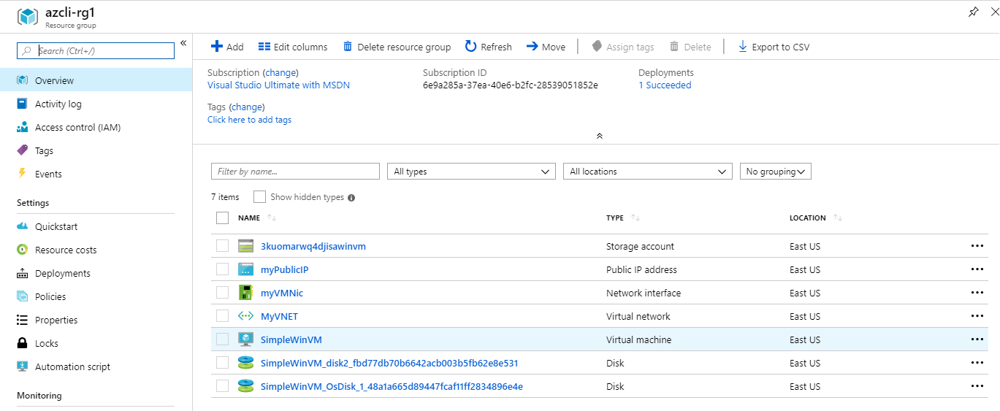 azcli-rg1
Resource group
Search (Ctrl+/)
Overview
Activity log
Access control (IAM)
Tags
Events
Settings
Quickstart
Resource costs
Deployments
Policies
Properties
Locks
Automation script
Monitoring
Add Edit columns Delete resource group Refresh Move Assign tags Delete Export to CSV
Subscription (change) Subscription ID Deployments
Visual Studio Ultimate with MSDN 6e9a285a-37ea-40e6-b2fc-28539051852e 1 Succeeded
Tags (change)
Click here to add tags
Filter by name... All types All locations No grouping
7 items Show hidden types
NAME TYPE LOCATION
3kuomarwq4djisawinvm Storage account East US
myPublicIP Public IP address East US
myVMNic Network interface East US
MyVNET Virtual network East US
SimpleWinVM Virtual machine East US
SimpleWinVM_disk2_fbd77db70b6642acb003b5fb62e8e531 Disk East US
SimpleWinVM_OsDisk_1_48a1a665d89447fcaf11ff2834896e4e Disk East US